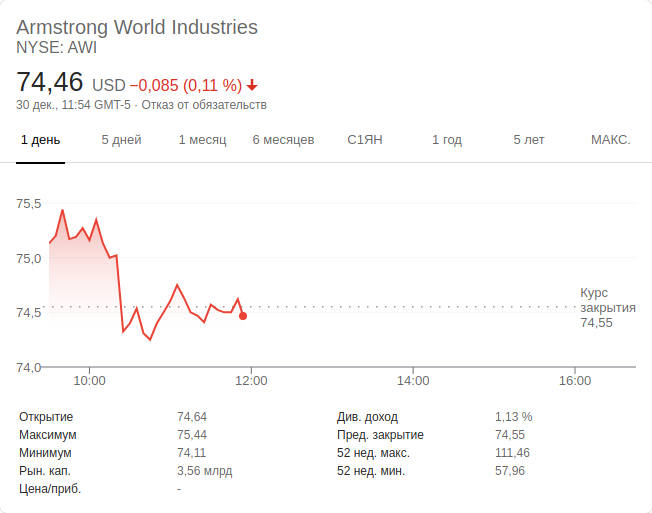 Armstrong World Industries
NYSE: AWI
74,46 USD −0,085 (0,11 %)
30 дек., 11:54 GMT-5 · Отказ от обязательств
1 день 5 дней 1 месяц 6 месяцев С1ЯН 1 год 5 лет МАКС.
75,5
75,0
74,5
74,0
Курс
закрытия
74,55
10:00 12:00 14:00 16:00
Открытие 74,64 Див. доход 1,13 %
Максимум 75,44 Пред. закрытие 74,55
Минимум 74,11 52 нед. макс. 111,46
Рын. кап. 3,56 млрд 52 нед. мин. 57,96
Цена/приб. -